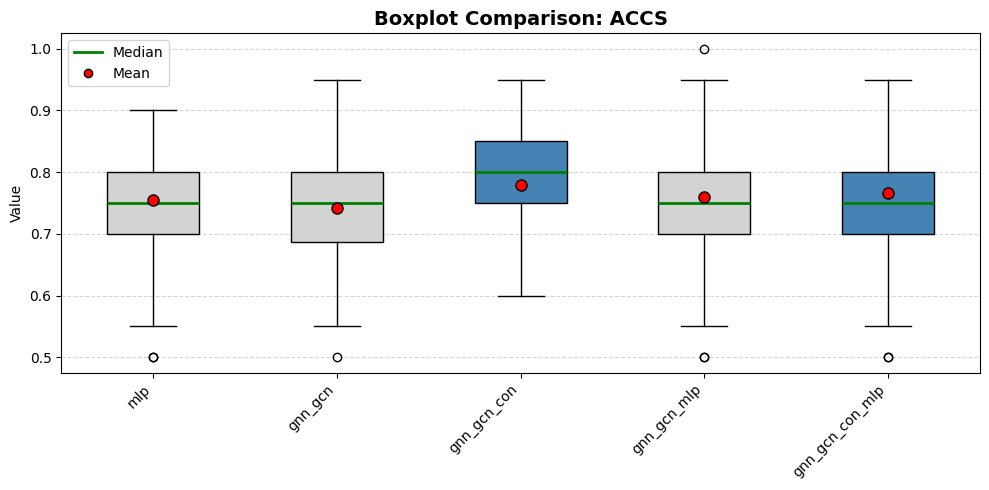 Boxplot Comparison: ACCS
Median
Mean
Value
1.0
0.9
0.8
0.7
0.6
0.5
mlp
gnn_gcn
gnn_gcn_con
gnn_gcn_mlp
gnn_gcn_con_mlp